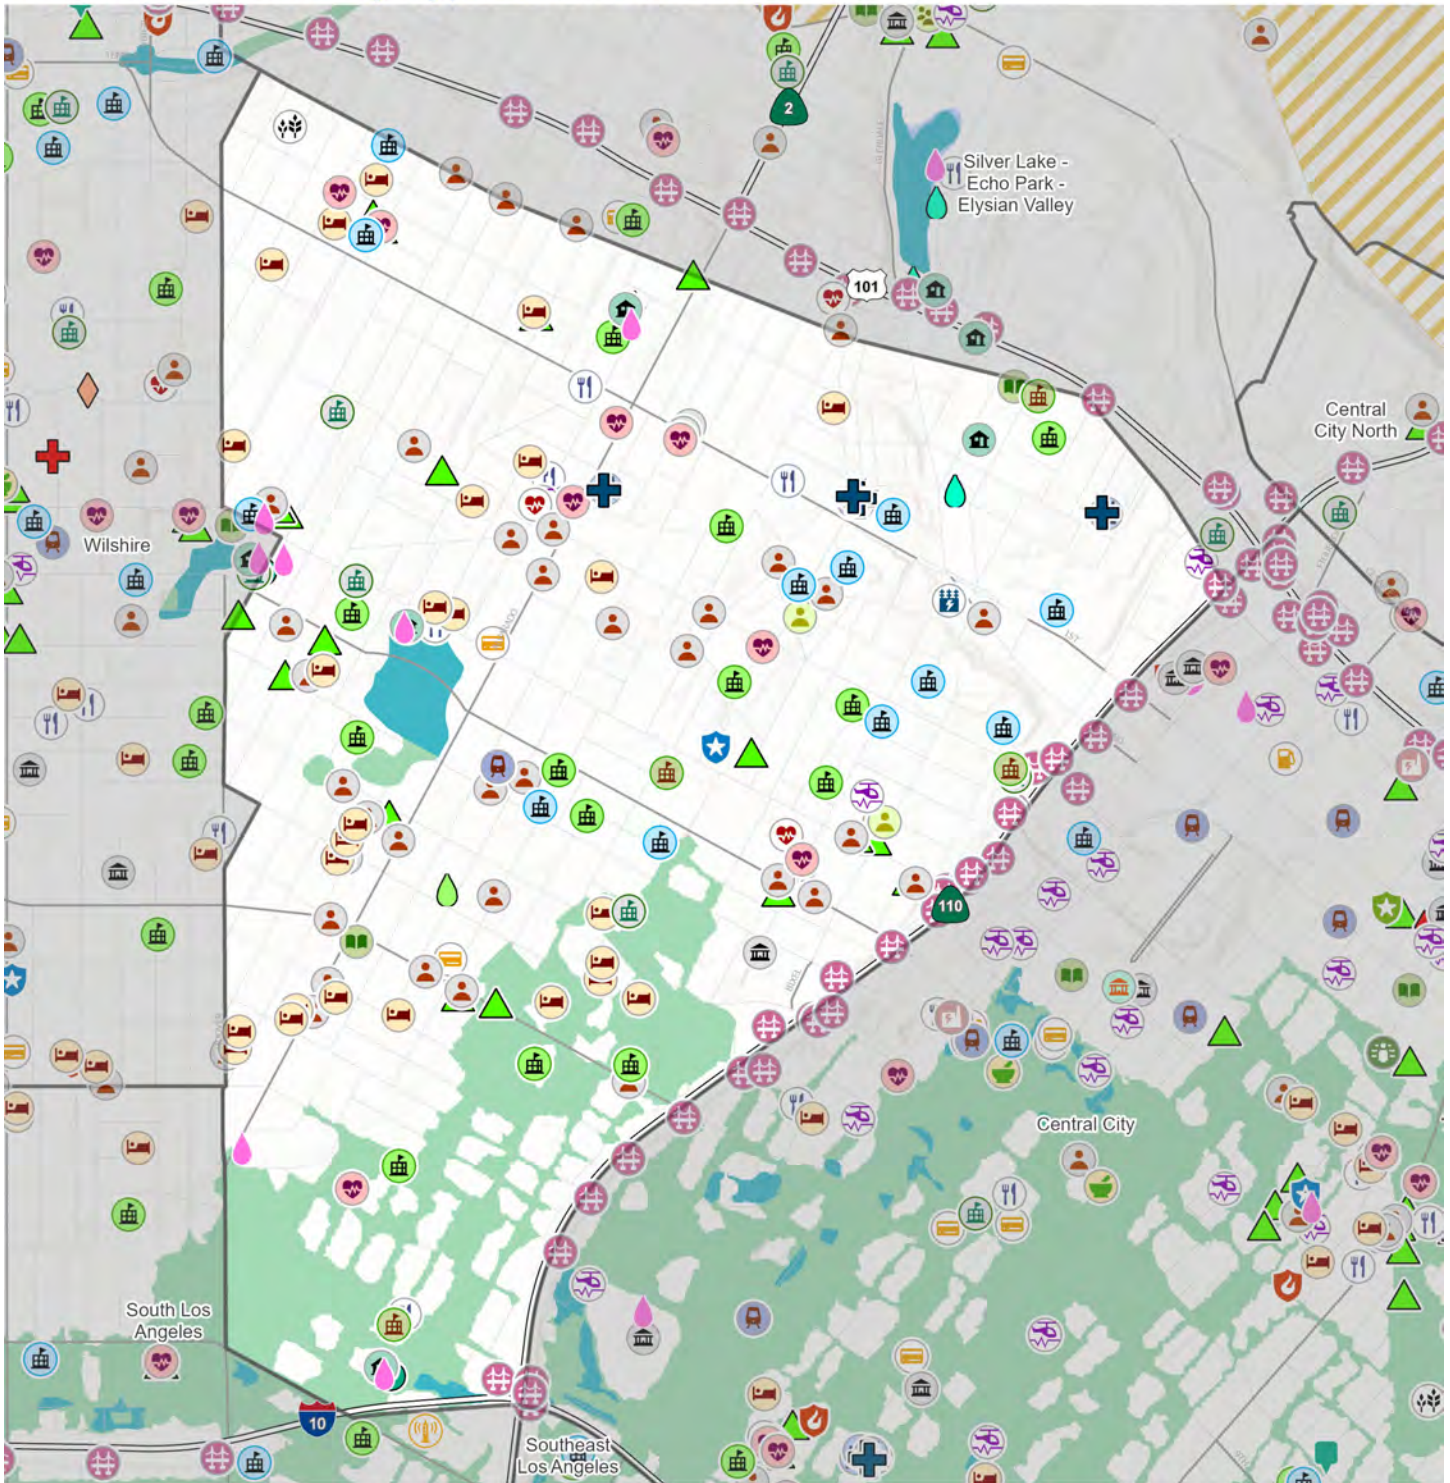 2
Silver Lake -
Echo Park -
Elysian Valley
101
Central
City North
Wilshire
1ST
110
Central City
South Los
Angeles
10
Southeast
Los Angeles